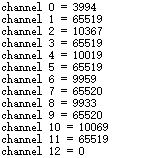 channel 0 = 3994
channel 1 = 65519
channel 2 = 10367
channel 3 = 65519
channel 4 = 10019
channel 5 = 65519
channel 6 = 9959
channel 7 = 65520
channel 8 = 9933
channel 9 = 65520
channel 10 = 10069
channel 11 = 65519
channel 12 = 0